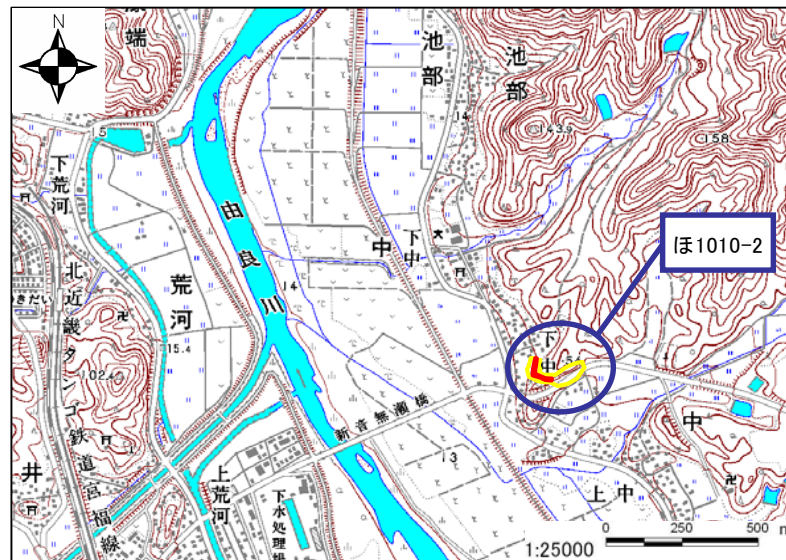 N
端
池部
池部
14
143.9
158
5
下荒河
由良川
中
下中
ほ1010-2
荒河
14
15.4
北近畿タンゴ鉄道宮福線
102.4
下中
54
新音無瀬橋
中
井
上荒河
13
上中
下水処理場
1:25000
0 250 500 m